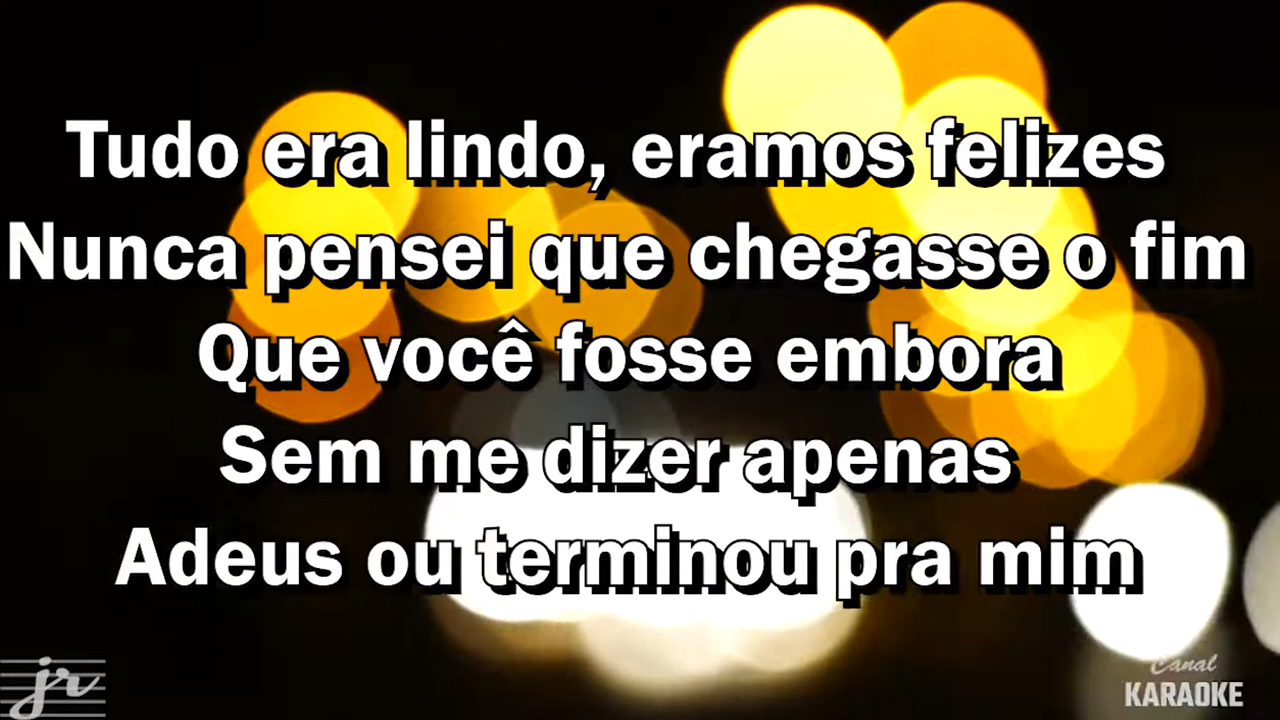 Tudo era lindo, eramos felizes
Nunca pensei que chegasse o fim
Que você fosse embora
Sem me dizer apenas
Adeus ou terminou pra mim
jr
Canal
KARAOKE